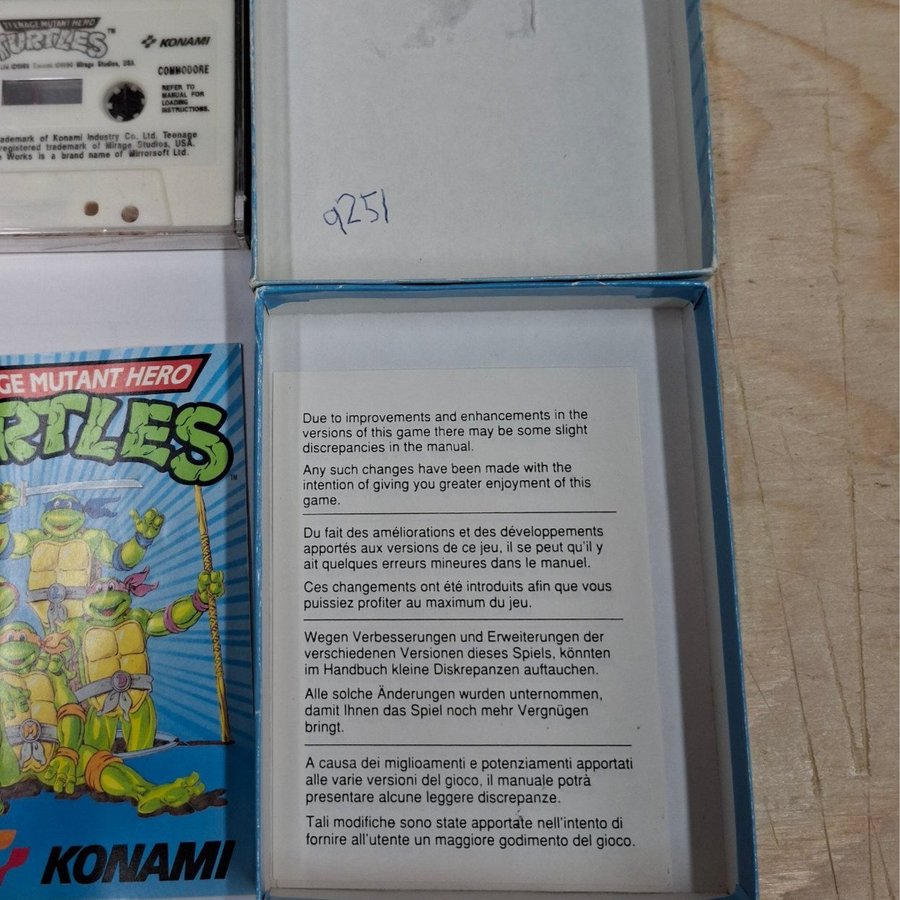 TEENAGE MUTANT HERO
TURTLES™
KONAMI
Mirage Studios, USA.
COMMODORE
REFER TO
MANUAL FOR
LOADING
INSTRUCTIONS.
ademark of Konami Industry Co. Ltd. Teenage
registered trademark of Mirage Studios, USA.
e Works is a brand name of Mirrorsoft Ltd.
9251
GE MUTANT HERO
RTLES™
KONAMI
Due to improvements and enhancements in the
versions of this game there may be some slight
discrepancies in the manual.
Any such changes have been made with the
intention of giving you greater enjoyment of this
game.
Du fait des améliorations et des développements
apportés aux versions de ce jeu, il se peut qu'il y
ait quelques erreurs mineures dans le manuel.
Ces changements ont été introduits afin que vous
puissiez profiter au maximum du jeu.
Wegen Verbesserungen und Erweiterungen der
verschiedenen Versionen dieses Spiels, könnten
im Handbuch kleine Diskrepanzen auftauchen.
Alle solche Änderungen wurden unternommen,
damit Ihnen das Spiel noch mehr Vergnügen
bringt.
A causa dei miglioamenti e potenziamenti apportati
alle varie versioni del gioco, il manuale potrà
presentare alcune leggere discrepanze.
Tali modifiche sono state apportate nell'intento di
fornire all'utente un maggiore godimento del gioco.